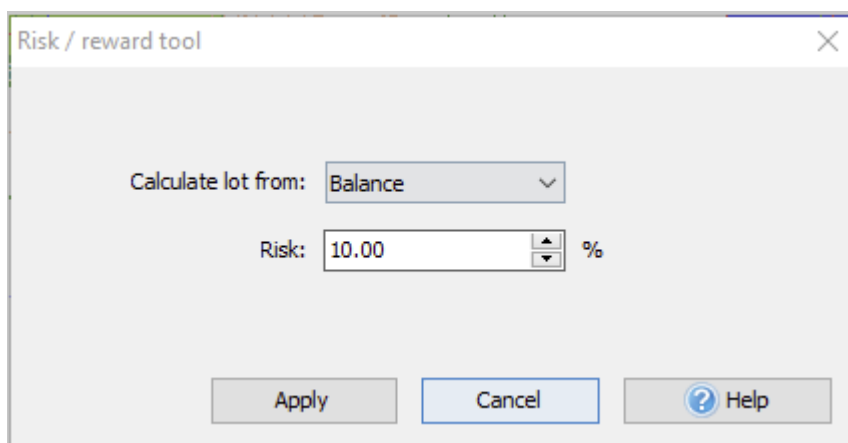 Risk / reward tool
Calculate lot from: Balance
Risk: 10.00 %
Apply Cancel Help